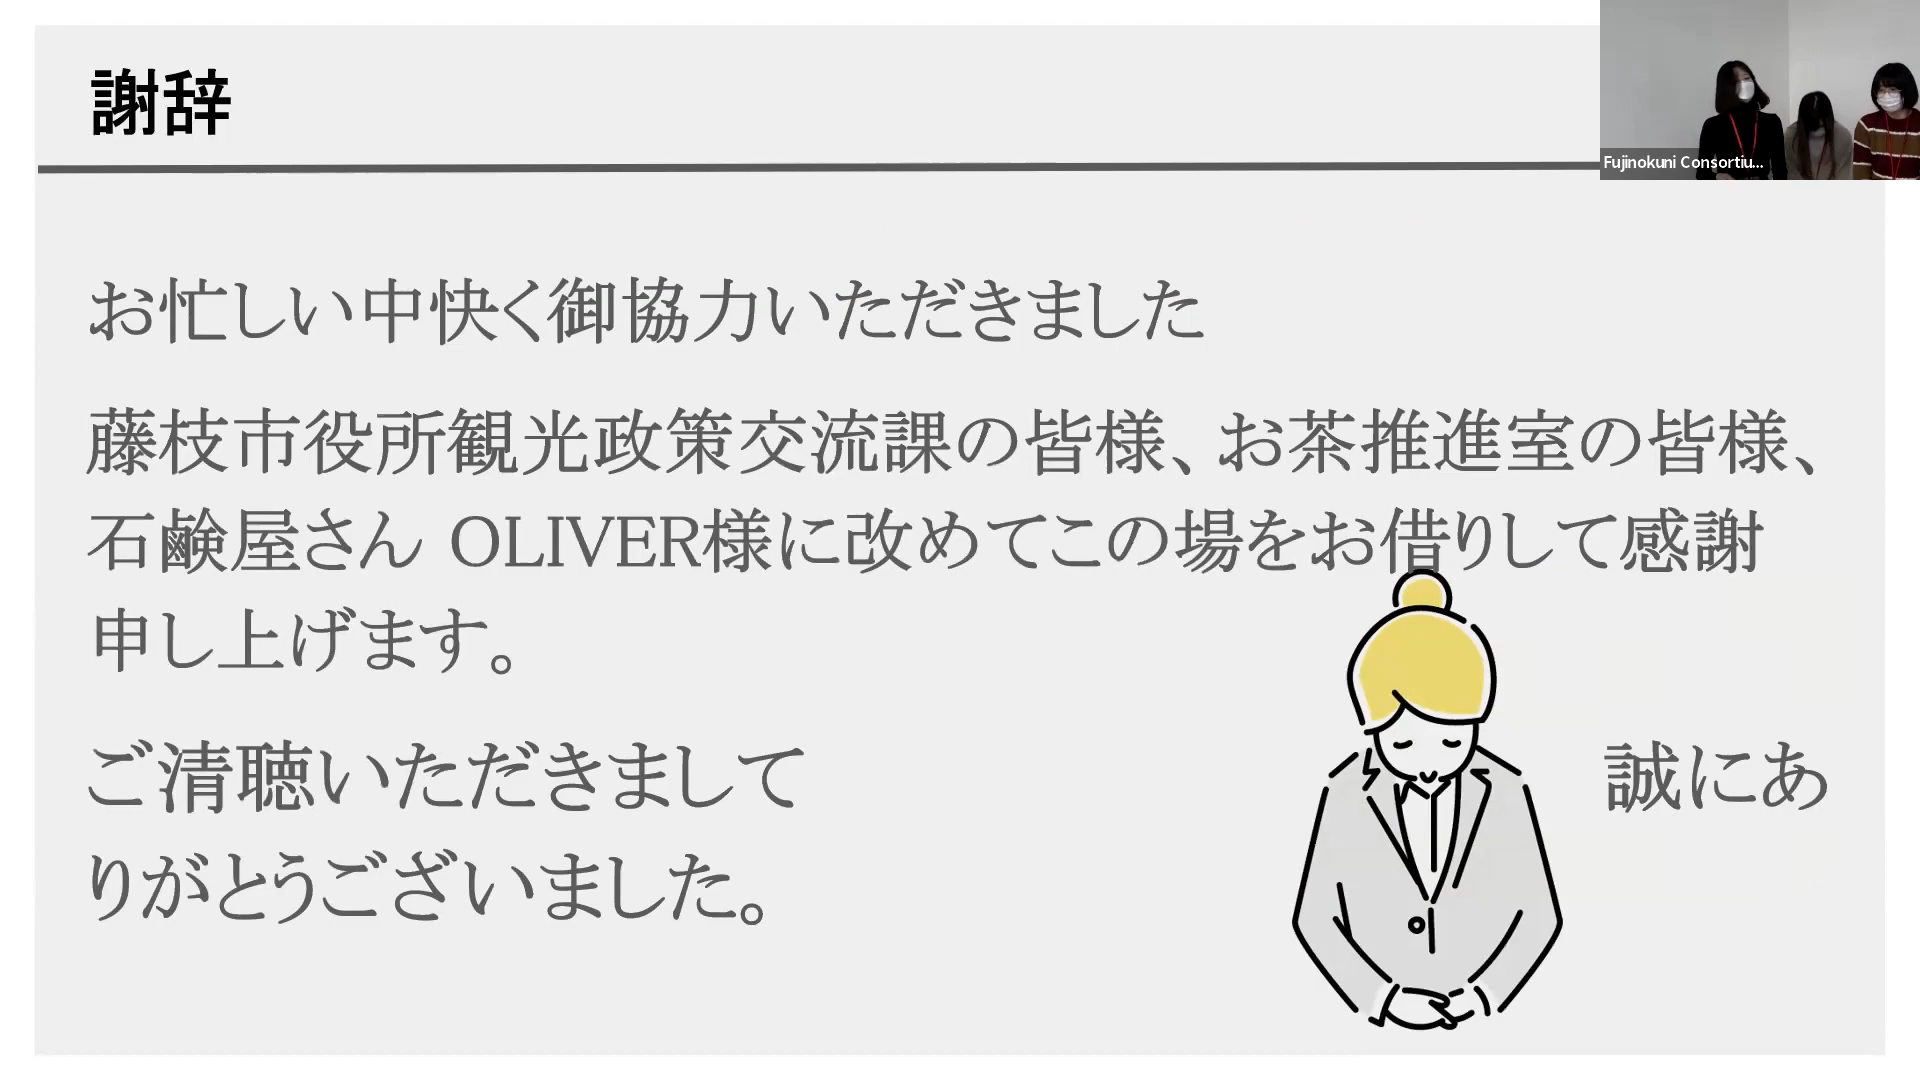 謝辞
Fujinokuni Consortiu...
お忙しい中快く御協力いただきました
藤枝市役所観光政策交流課の皆様、お茶推進室の皆様、
石鹸屋さん OLIVER様に改めてこの場をお借りして感謝
申し上げます。
ご清聴いただきまして 誠にあ
りがとうございました。